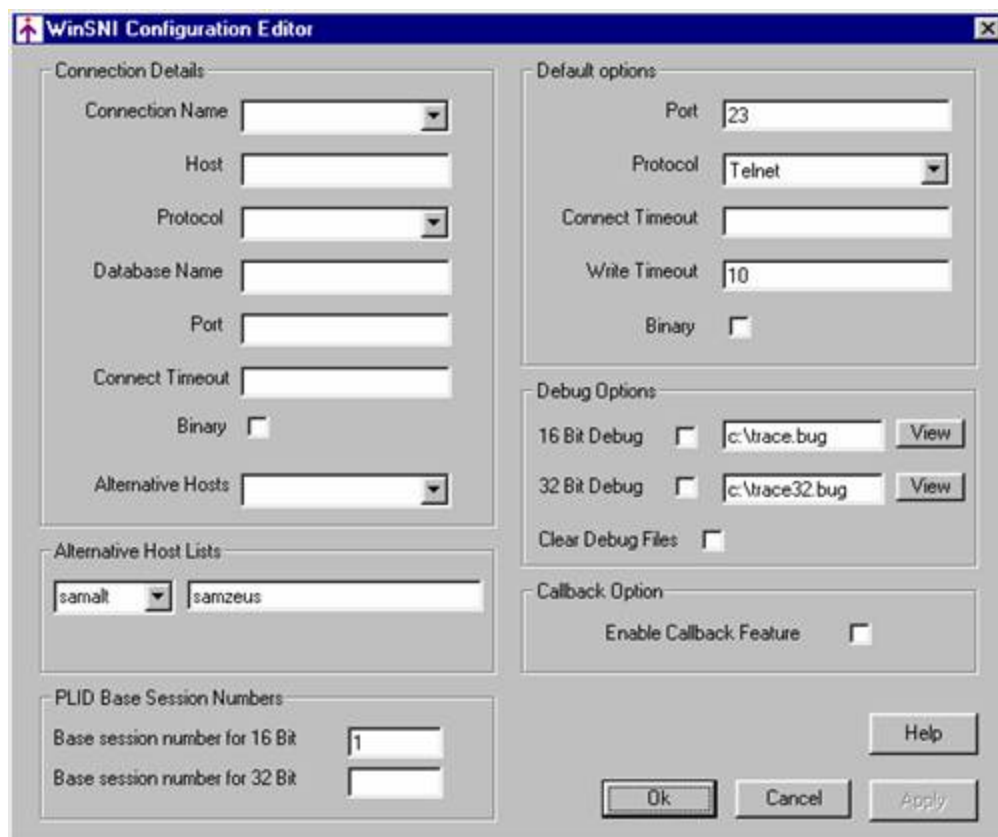 WinSNI Configuration Editor
Connection Details
Connection Name
Host
Protocol
Database Name
Port
Connect Timeout
Binary
Alternative Hosts
Alternative Host Lists
samalt
samzeus
PLID Base Session Numbers
Base session number for 16 Bit
1
Base session number for 32 Bit
Default options
Port
23
Protocol
Telnet
Connect Timeout
Write Timeout
10
Binary
Debug Options
16 Bit Debug
c:\trace.bug
View
32 Bit Debug
c:\trace32.bug
View
Clear Debug Files
Callback Option
Enable Callback Feature
Help
Ok
Cancel
Apply